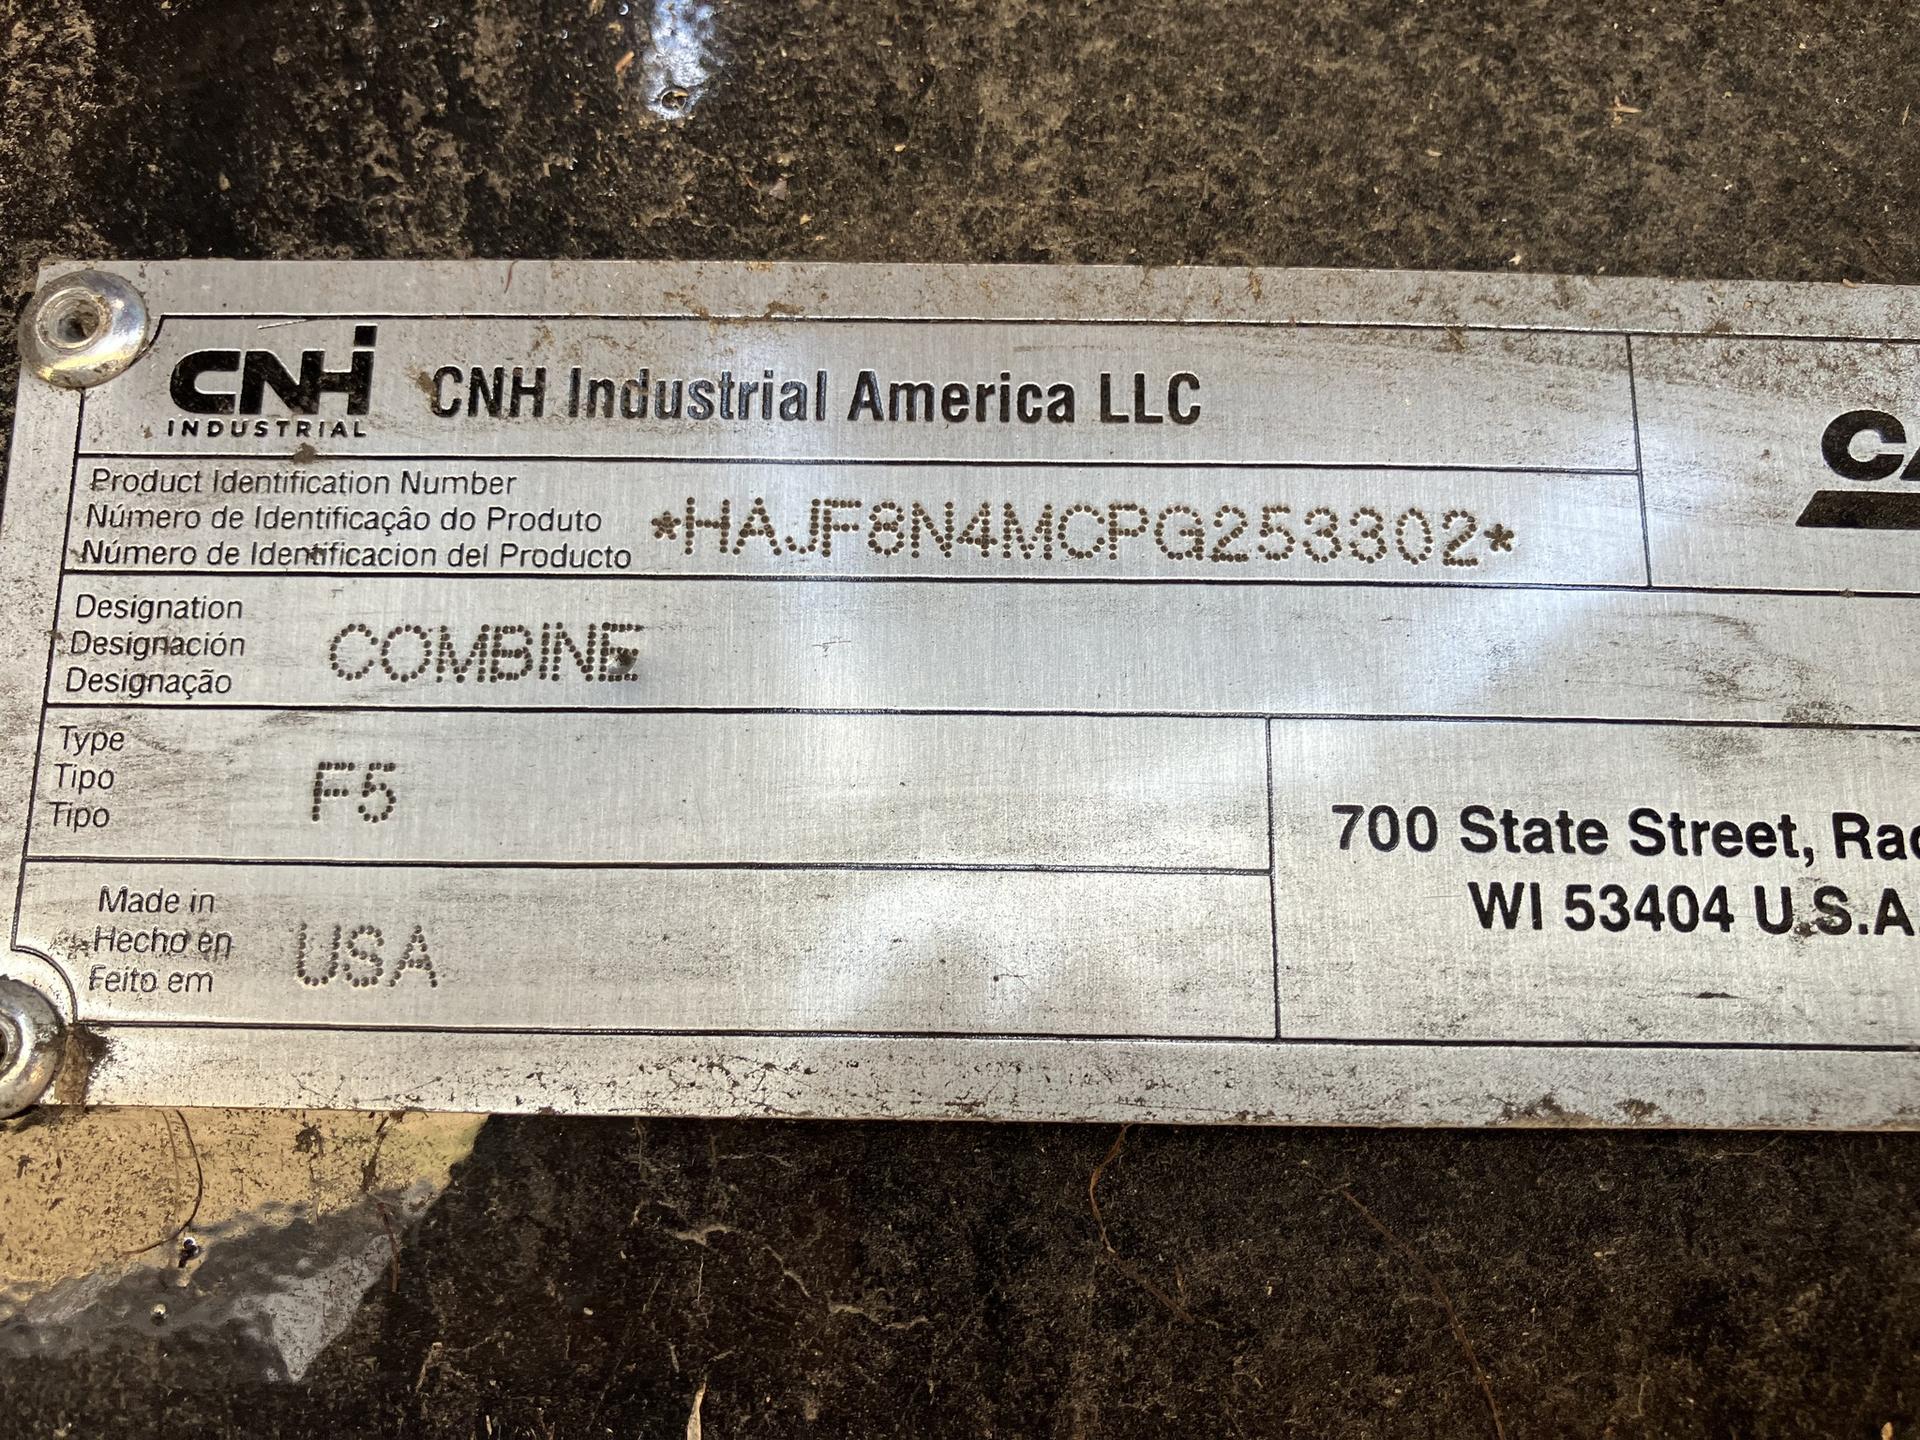 CNH
INDUSTRIAL
CNH Industrial America LLC
CA
Product Identification Number
Número de Identificação do Produto
Número de Identificacion del Producto
*HAJF8N4MCPG253302*
Designation
Designación
Designação
COMBINE
Type
Tipo
Tipo
F5
Made in
Hecho en
Feito em
USA
700 State Street, Rac
WI 53404 U.S.A.